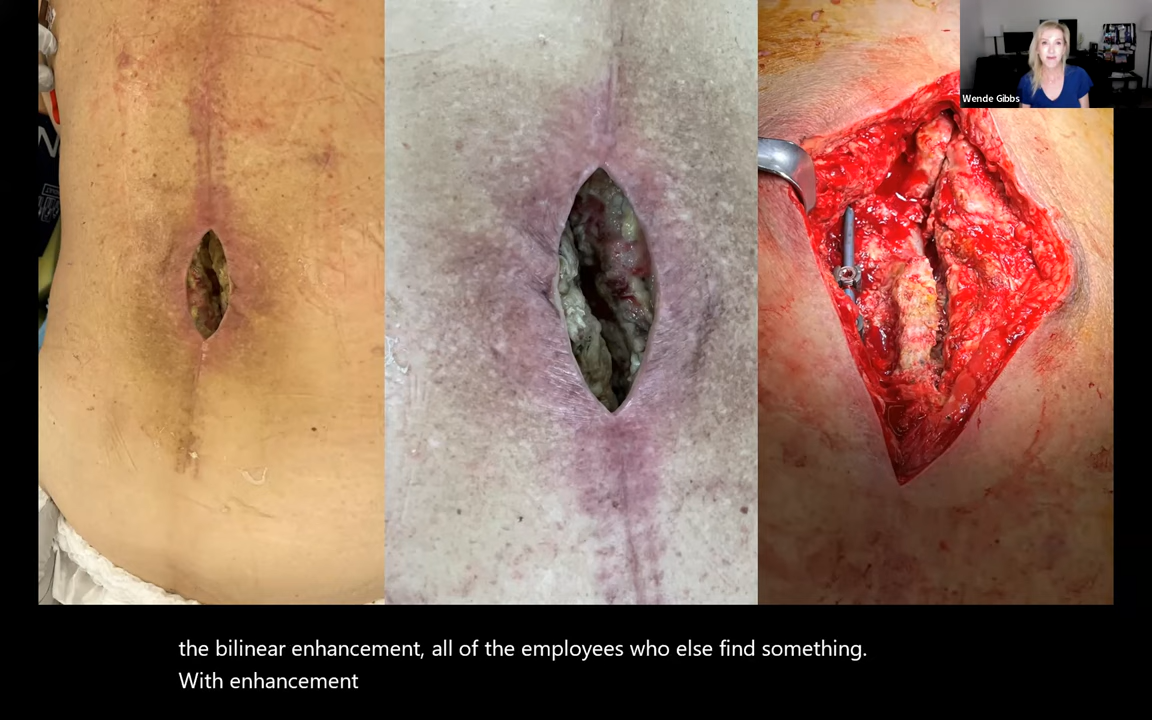 Wende Gibbs
the bilinear enhancement, all of the employees who else find something.
With enhancement